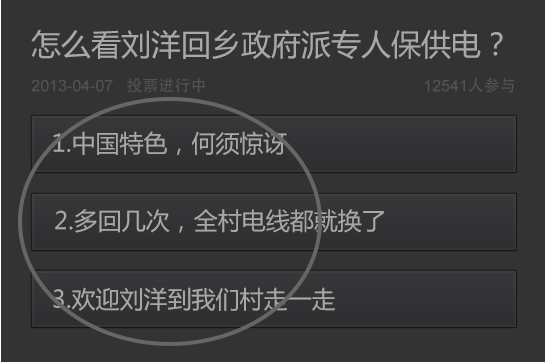 怎么看刘洋回乡政府派专人保供电？
2013-04-07 投票进行中 12541人参与
1.中国特色，何须惊讶
2.多回几次，全村电线都就换了
3.欢迎刘洋到我们村走一走